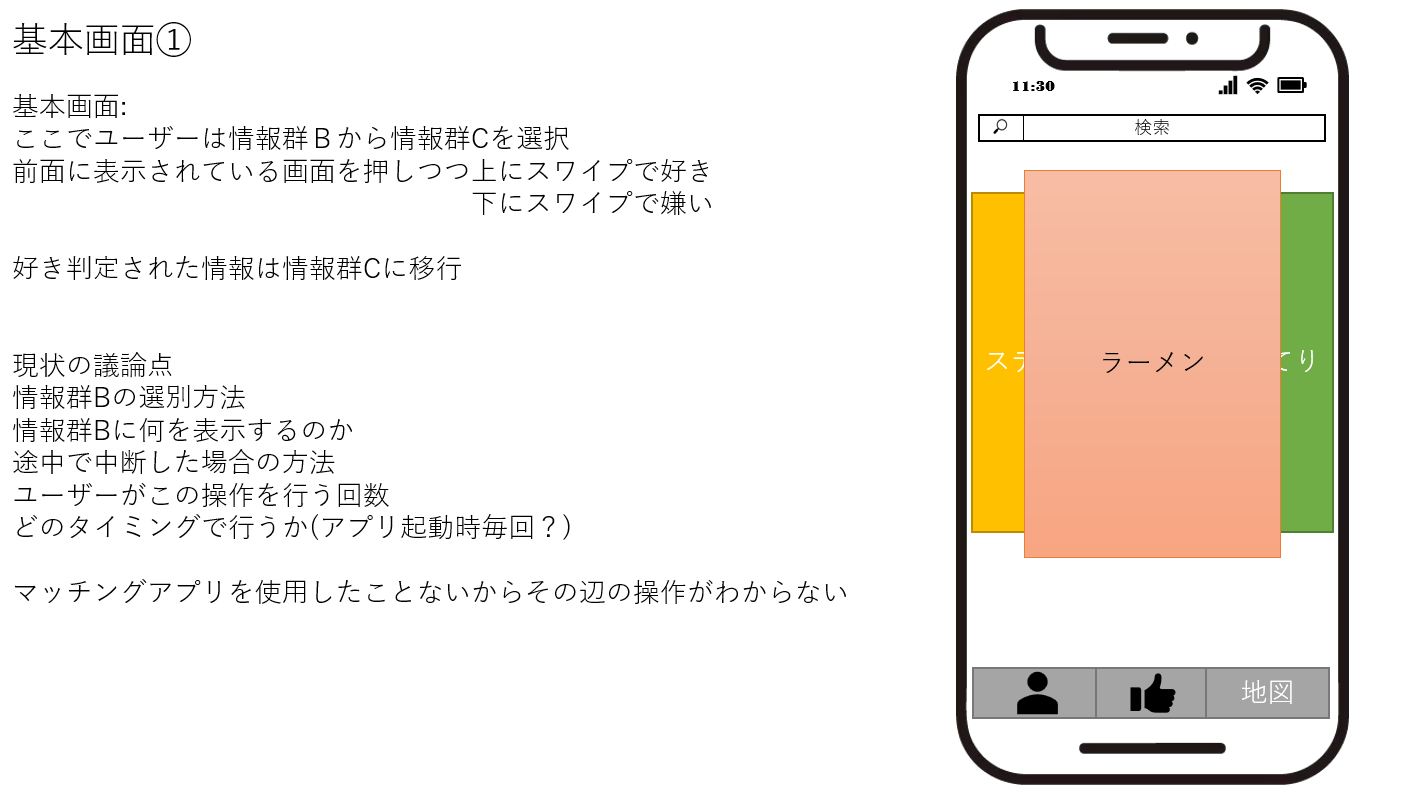 基本画面①
基本画面:
ここでユーザーは情報群Ｂから情報群Cを選択
前面に表示されている画面を押しつつ上にスワイプで好き
下にスワイプで嫌い
好き判定された情報は情報群Cに移行
現状の議論点
情報群Bの選別方法
情報群Bに何を表示するのか
途中で中断した場合の方法
ユーザーがこの操作を行う回数
どのタイミングで行うか(アプリ起動時毎回？)
マッチングアプリを使用したことないからその辺の操作がわからない
11:30
検索
ステ
ラーメン
てり
地図